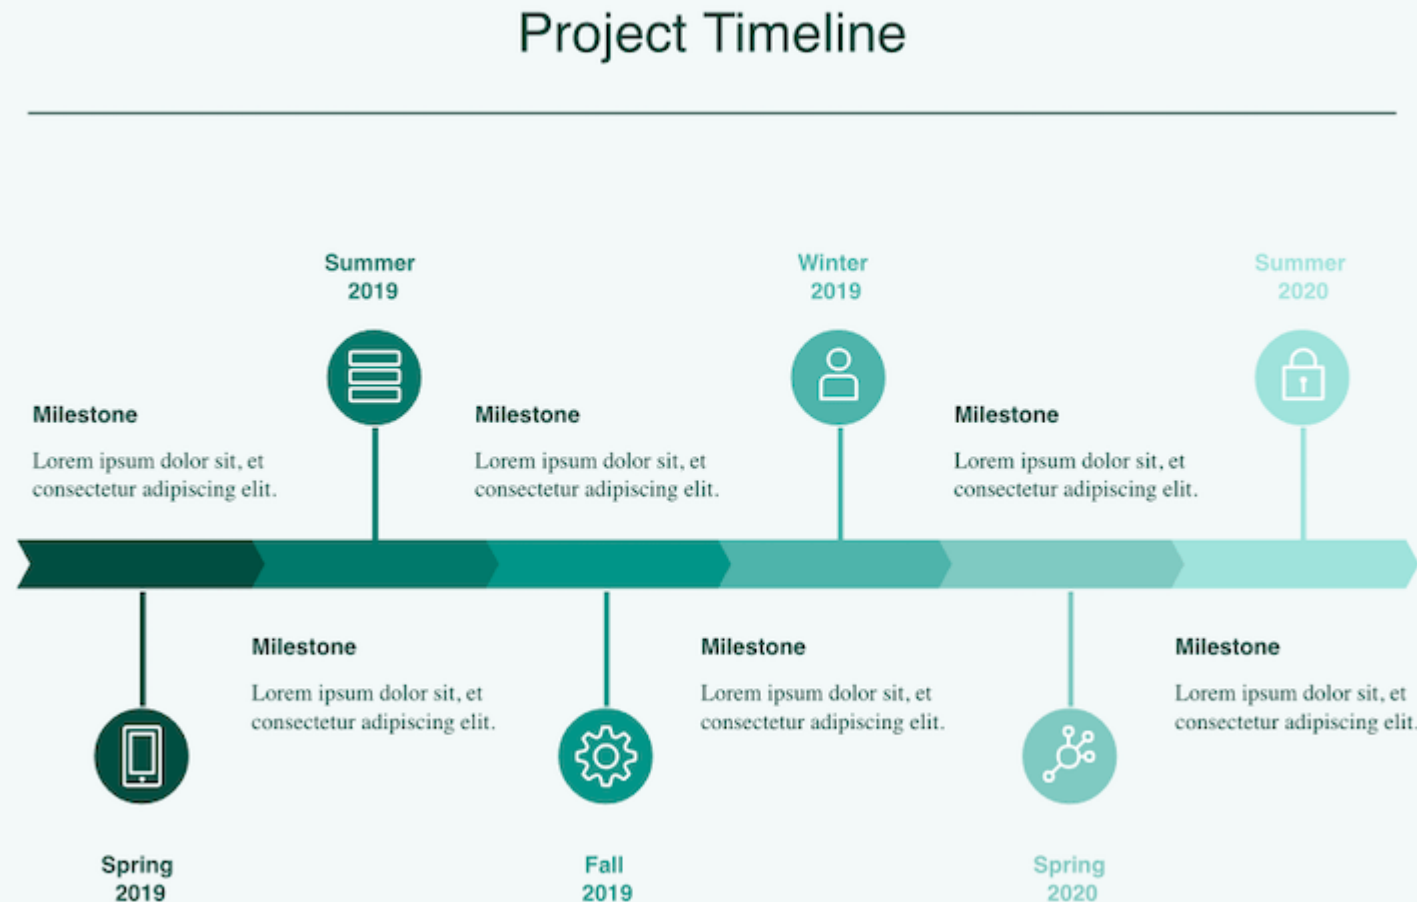 Project Timeline
Summer
2019
Winter
2019
Summer
2020
Milestone
Lorem ipsum dolor sit, et
consectetur adipiscing elit.
Milestone
Lorem ipsum dolor sit, et
consectetur adipiscing elit.
Milestone
Lorem ipsum dolor sit, et
consectetur adipiscing elit.
Milestone
Lorem ipsum dolor sit, et
consectetur adipiscing elit.
Milestone
Lorem ipsum dolor sit, et
consectetur adipiscing elit.
Milestone
Lorem ipsum dolor sit, et
consectetur adipiscing elit.
Spring
2019
Fall
2019
Spring
2020